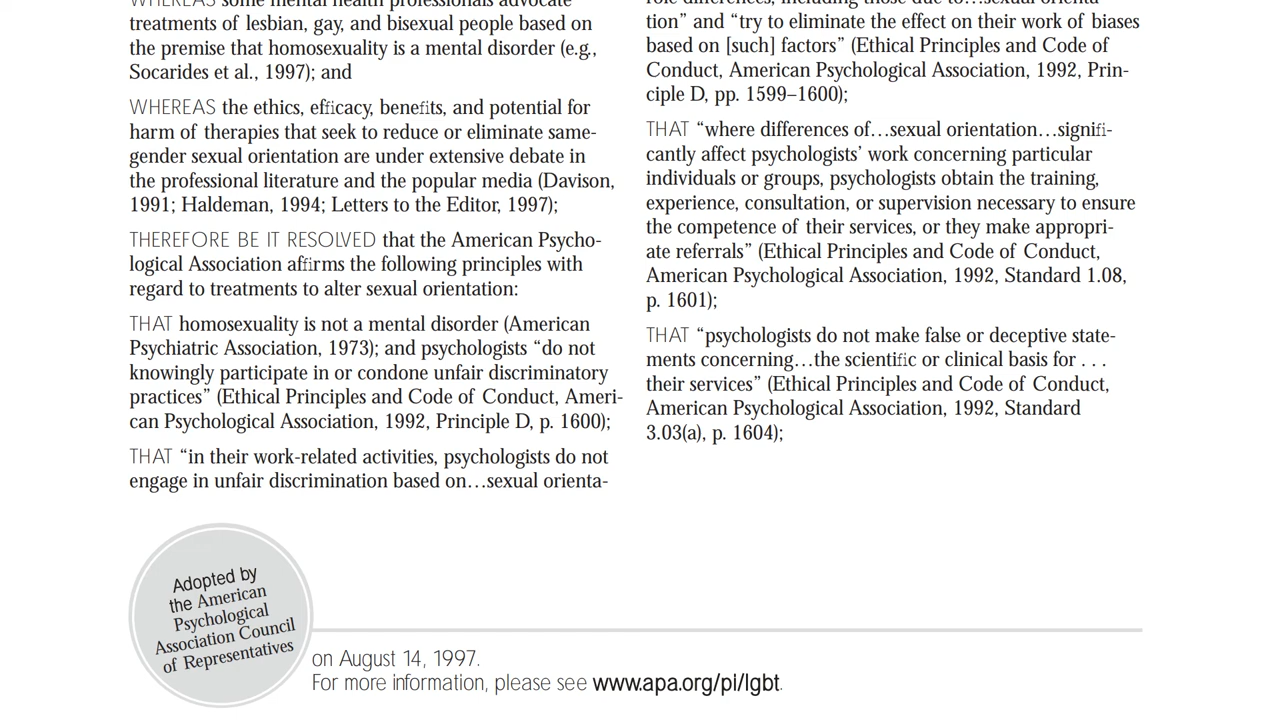 WHEREAS some mental health professionals advocate
treatments of lesbian, gay, and bisexual people based on
the premise that homosexuality is a mental disorder (e.g.,
Socarides et al., 1997); and
WHEREAS the ethics, efficacy, benefits, and potential for
harm of therapies that seek to reduce or eliminate same-
gender sexual orientation are under extensive debate in
the professional literature and the popular media (Davison,
1991; Haldeman, 1994; Letters to the Editor, 1997);
THEREFORE BE IT RESOLVED that the American Psycho-
logical Association affirms the following principles with
regard to treatments to alter sexual orientation:
THAT homosexuality is not a mental disorder (American
Psychiatric Association, 1973); and psychologists “do not
knowingly participate in or condone unfair discriminatory
practices” (Ethical Principles and Code of Conduct, Ameri-
can Psychological Association, 1992, Principle D, p. 1600);
THAT “in their work-related activities, psychologists do not
engage in unfair discrimination based on…sexual orienta-
role differences, including those due to…sexual orienta-
tion” and “try to eliminate the effect on their work of biases
based on [such] factors” (Ethical Principles and Code of
Conduct, American Psychological Association, 1992, Prin-
ciple D, pp. 1599–1600);
THAT “where differences of…sexual orientation…signifi-
cantly affect psychologists’ work concerning particular
individuals or groups, psychologists obtain the training,
experience, consultation, or supervision necessary to ensure
the competence of their services, or they make appropri-
ate referrals” (Ethical Principles and Code of Conduct,
American Psychological Association, 1992, Standard 1.08,
p. 1601);
THAT “psychologists do not make false or deceptive state-
ments concerning…the scientific or clinical basis for . . .
their services” (Ethical Principles and Code of Conduct,
American Psychological Association, 1992, Standard
3.03(a), p. 1604);
Adopted by
the American
Psychological
Association Council
of Representatives
on August 14, 1997.
For more information, please see www.apa.org/pi/lgbt.